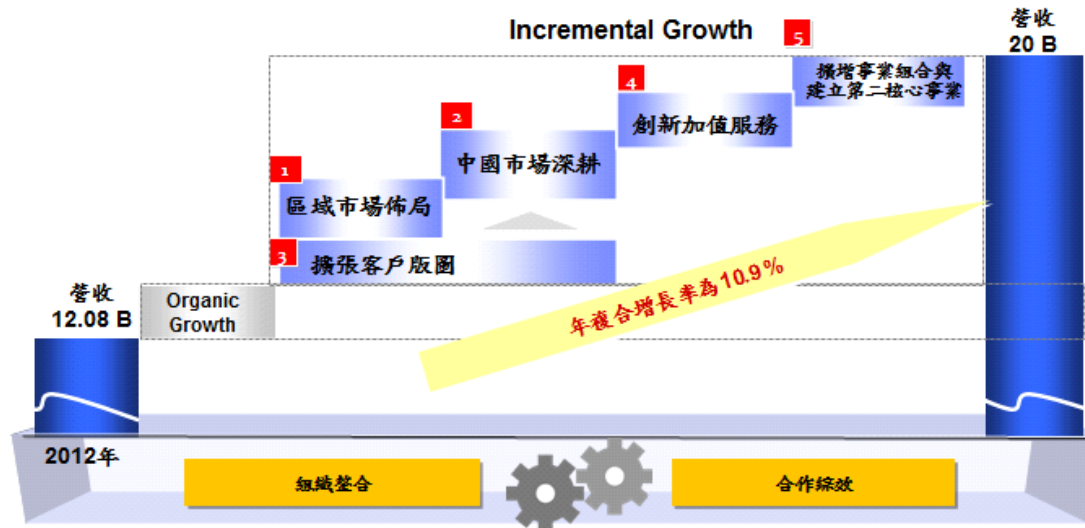 Incremental Growth
營收
20 B
5
擴增事業組合與
建立第二核心事業
4
創新加值服務
2
中國市場深耕
1
區域市場佈局
3
擴張客戶版圖
年複合增長率為10.9%
營收
12.08 B
Organic
Growth
2012年
組織整合
合作綜效